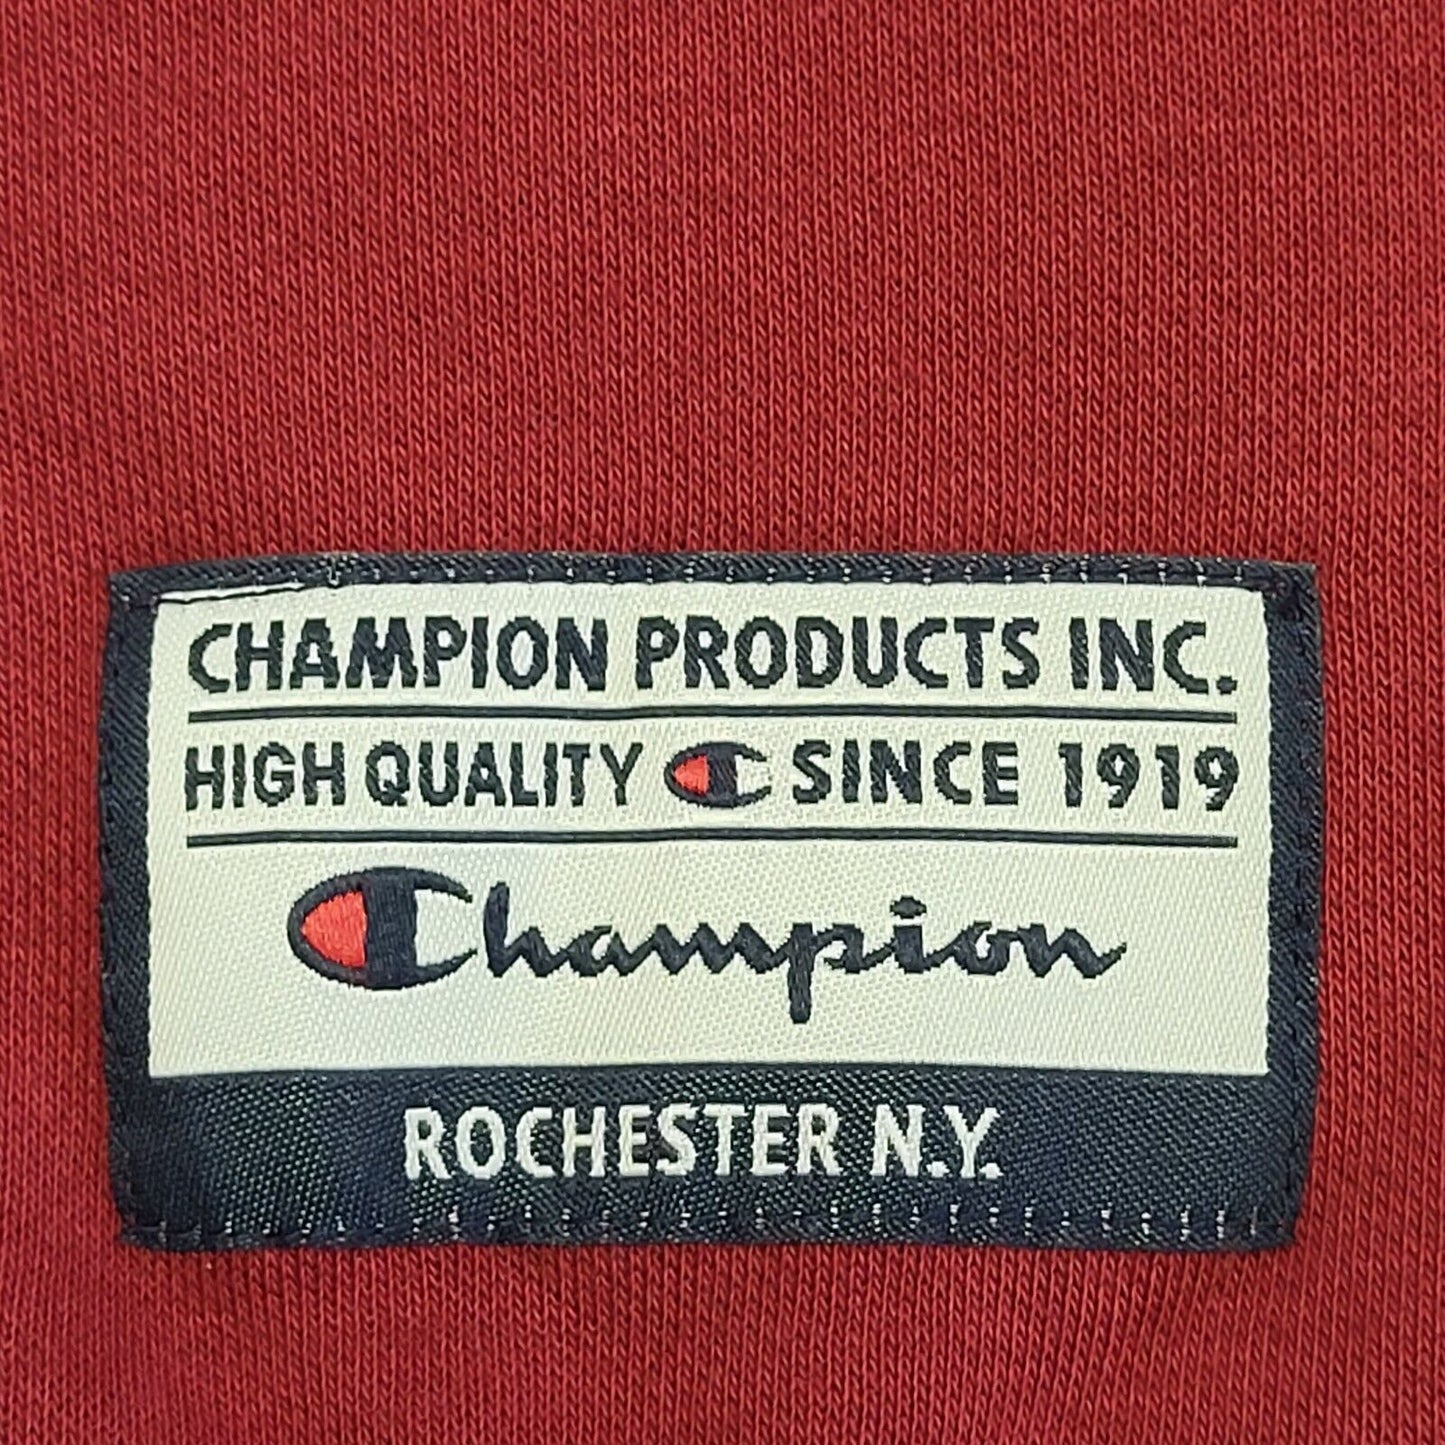 CHAMPION PRODUCTS INC.
HIGH QUALITY C SINCE 1919
Champion
ROCHESTER N.Y.